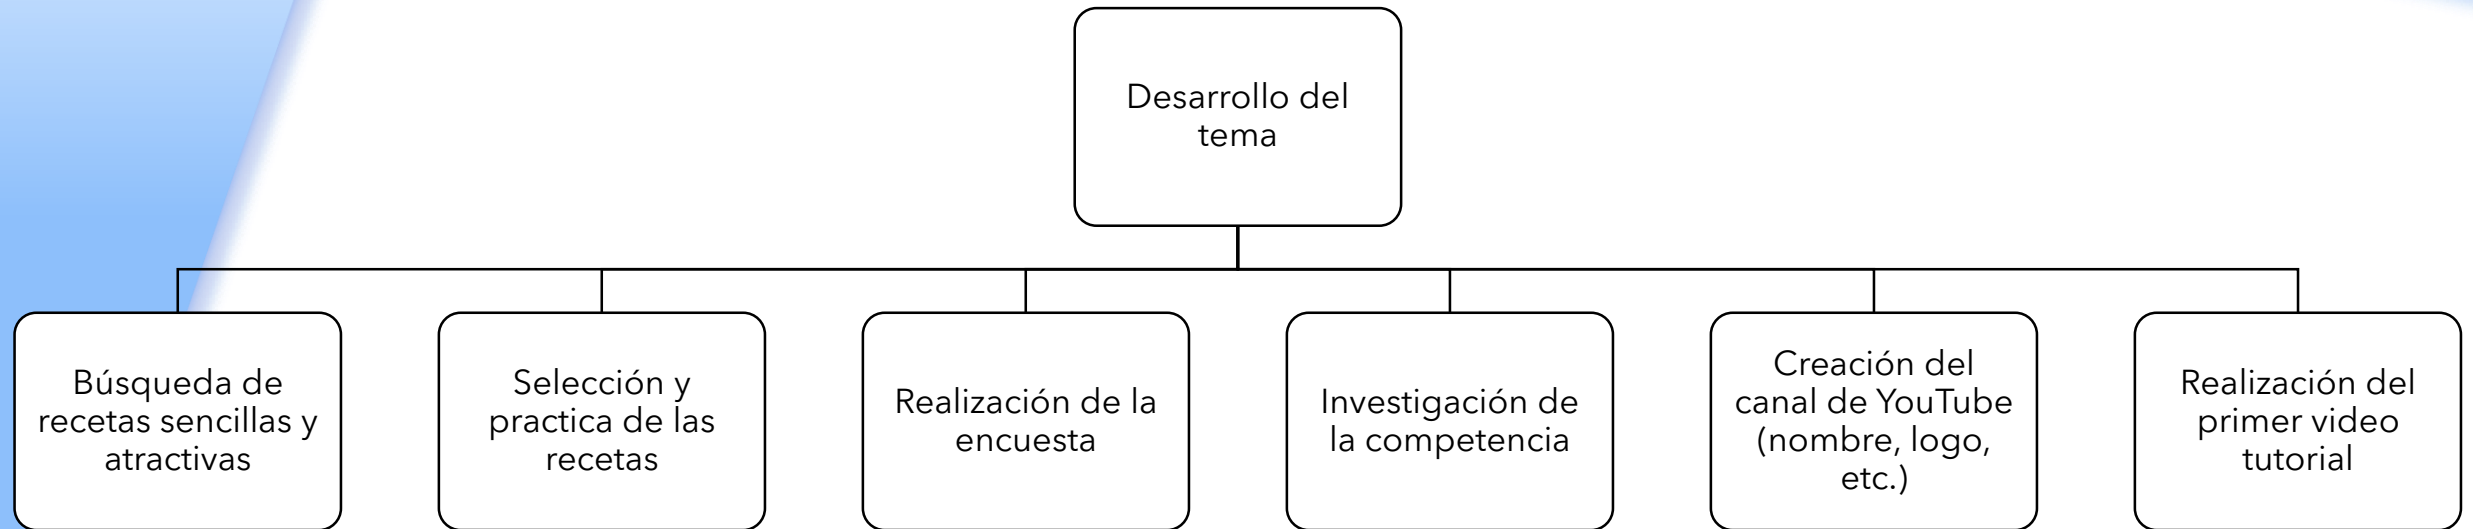 Desarrollo del
tema
Búsqueda de
recetas sencillas y
atractivas
Selección y
practica de las
recetas
Realización de la
encuesta
Investigación de
la competencia
Creación del
canal de YouTube
(nombre, logo,
etc.)
Realización del
primer video
tutorial